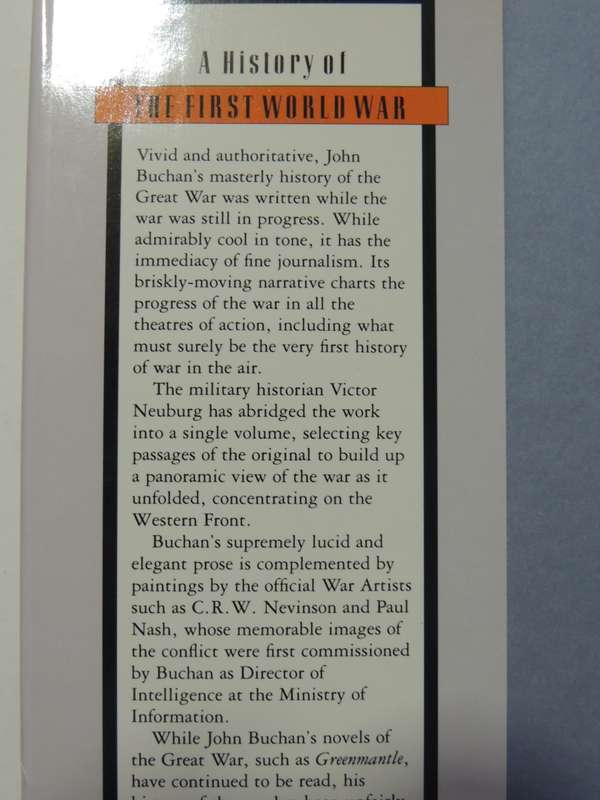 A History of
THE FIRST WORLD WAR
Vivid and authoritative, John
Buchan's masterly history of the
Great War was written while the
war was still in progress. While
admirably cool in tone, it has the
immediacy of fine journalism. Its
briskly-moving narrative charts the
progress of the war in all the
theatres of action, including what
must surely be the very first history
of war in the air.
The military historian Victor
Neuburg has abridged the work
into a single volume, selecting key
passages of the original to build up
a panoramic view of the war as it
unfolded, concentrating on the
Western Front.
Buchan's supremely lucid and
elegant prose is complemented by
paintings by the official War Artists
such as C.R.W. Nevinson and Paul
Nash, whose memorable images of
the conflict were first commissioned
by Buchan as Director of
Intelligence at the Ministry of
Information.
While John Buchan's novels of
the Great War, such as Greenmantle,
have continued to be read, his